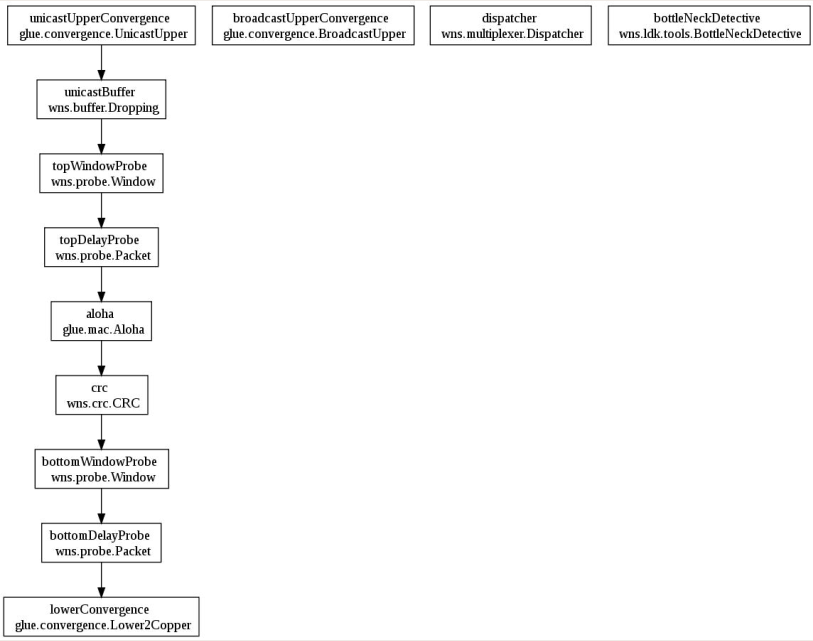 unicastUpperConvergence
glue.convergence.UnicastUpper
broadcastUpperConvergence
glue.convergence.BroadcastUpper
dispatcher
wns.multiplexer.Dispatcher
bottleNeckDetective
wns.ldk.tools.BottleNeckDetective
unicastBuffer
wns.buffer.Dropping
topWindowProbe
wns.probe.Window
topDelayProbe
wns.probe.Packet
aloha
glue.mac.Aloha
crc
wns.crc.CRC
bottomWindowProbe
wns.probe.Window
bottomDelayProbe
wns.probe.Packet
lowerConvergence
glue.convergence.Lower2Copper